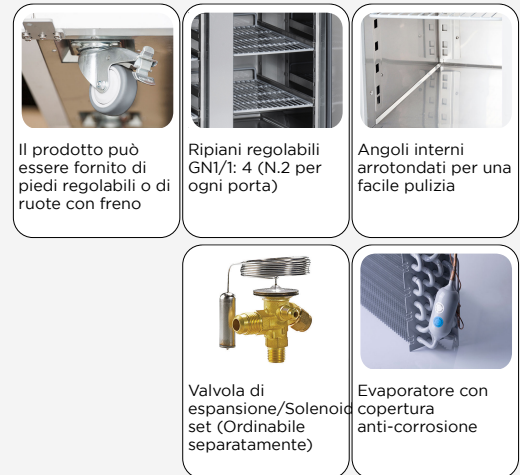 Il prodotto può
essere fornito di
piedi regolabili o di
ruote con freno
Ripiani regolabili
GN1/1: 4 (N.2 per
ogni porta)
Angoli interni
arrotondati per una
facile pulizia
Valvola di
espansione/Solenoid
set (Ordinabile
separatamente)
Evaporatore con
copertura
anti-corrosione